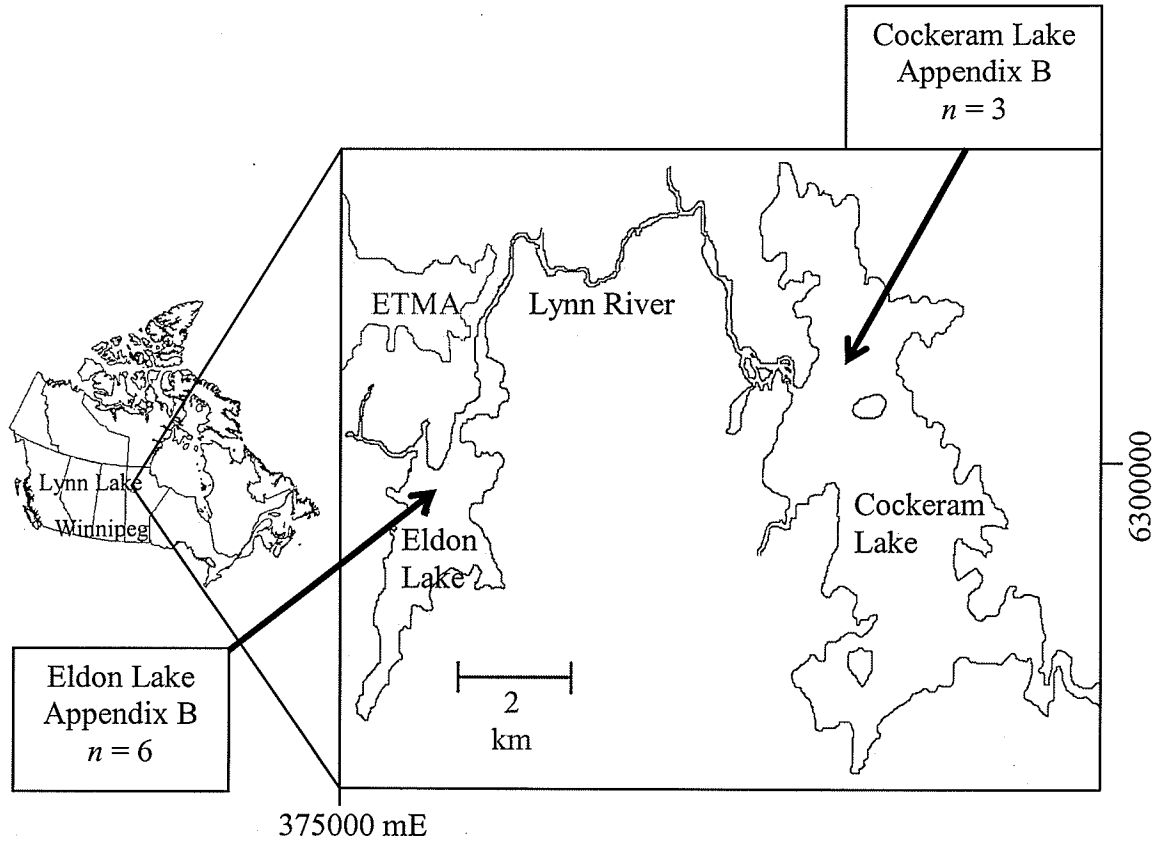 Cockeram Lake
Appendix B
n = 3
ETMA
Lynn River
Lynn Lake
Winnipeg
Cockeram
Lake
Eldon
Lake
6300000
Eldon Lake
Appendix B
n = 6
2
km
375000 mE